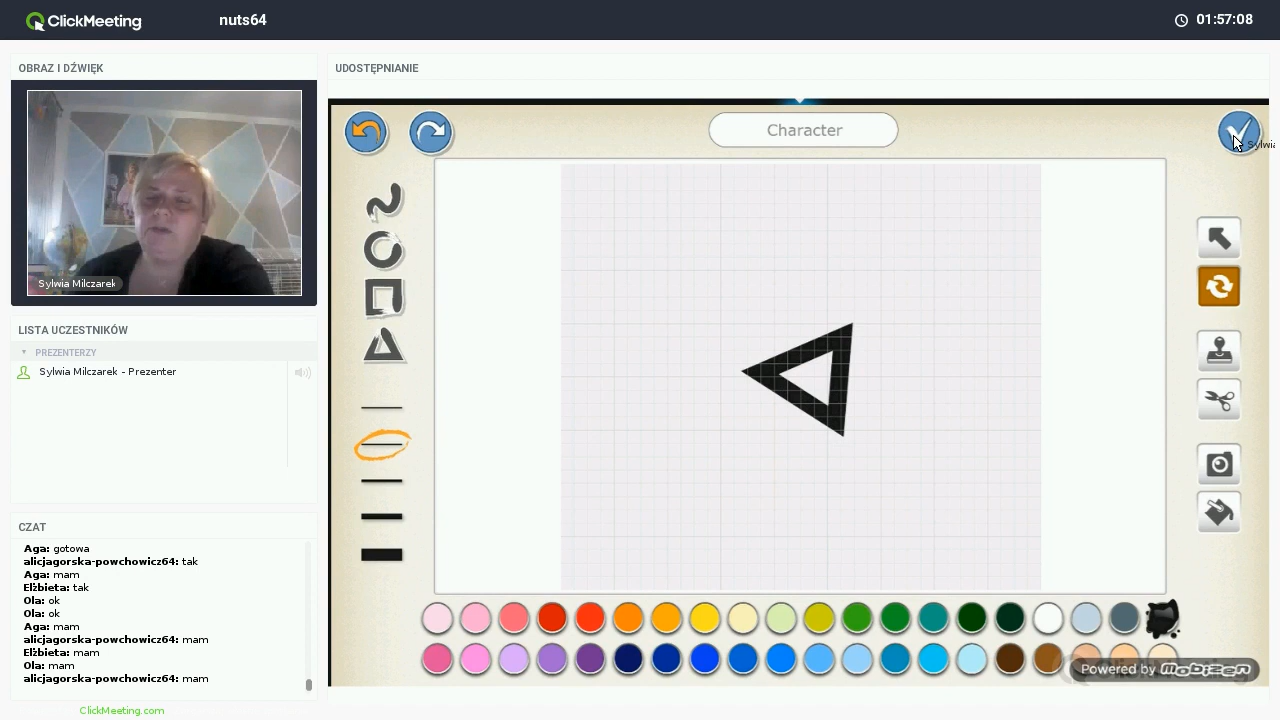 ClickMeeting
nuts64
01:57:08
OBRAZ I DŹWIĘK
UDOSTĘPNIANIE
Character
Sylwia
Sylwia Milczarek
LISTA UCZESTNIKÓW
PREZENTERZY
Sylwia Milczarek - Prezenter
CZAT
Aga: gotowa
alicjagorska-powchowicz64: tak
Aga: mam
Elżbieta: tak
Ola: ok
Ola: ok
Aga: mam
alicjagorska-powchowicz64: mam
Elżbieta: mam
Ola: mam
alicjagorska-powchowicz64: mam
Powered by mobizen
ClickMeeting.com